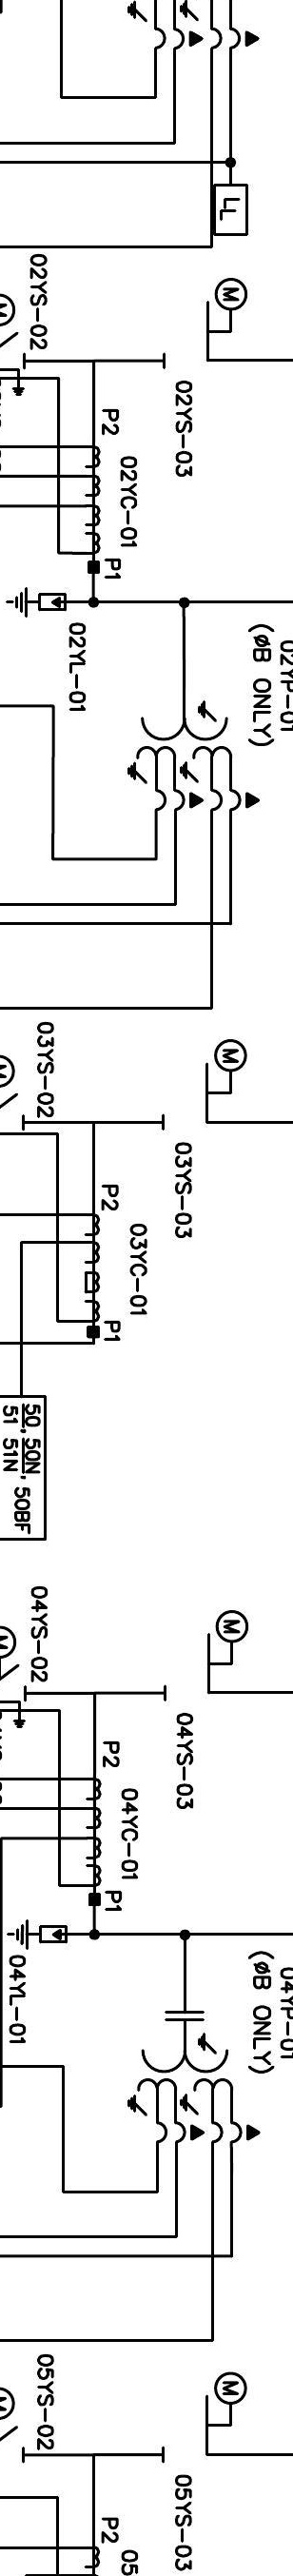 LL
M
02YS-02
M
02YS-03
P2
02YC-01
P1
02YL-01
02YP-01
(øB ONLY)
M
03YS-02
M
03YS-03
P2
03YC-01
P1
50, 50N, 50BF
51, 51N
M
04YS-02
M
04YS-03
P2
04YC-01
P1
04YL-01
04YP-01
(øB ONLY)
M
05YS-02
M
05YS-03
P2
05